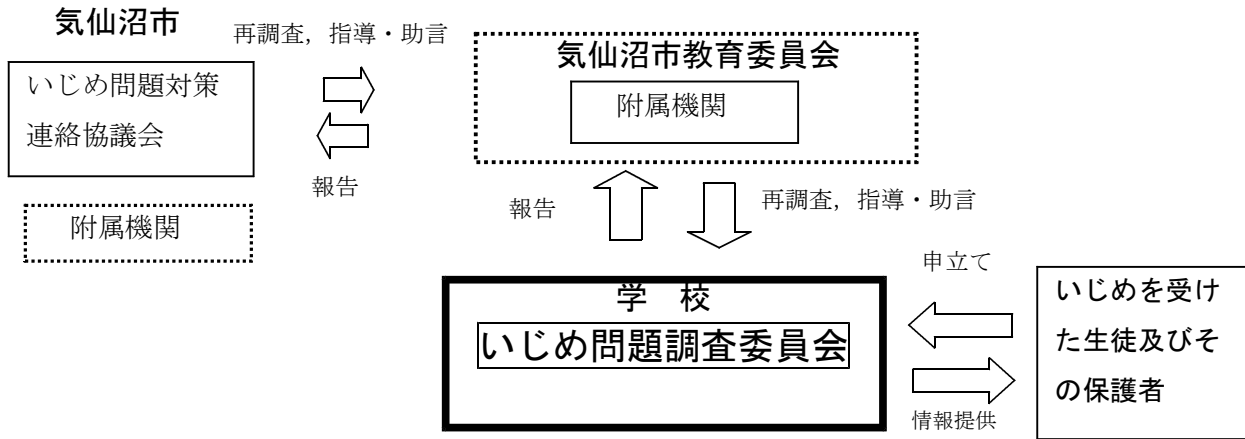 気仙沼市
再調査，指導・助言
いじめ問題対策
連絡協議会
報告
附属機関
気仙沼市教育委員会
附属機関
報告
再調査，指導・助言
学　校
いじめ問題調査委員会
申立て
情報提供
いじめを受け
た生徒及びそ
の保護者